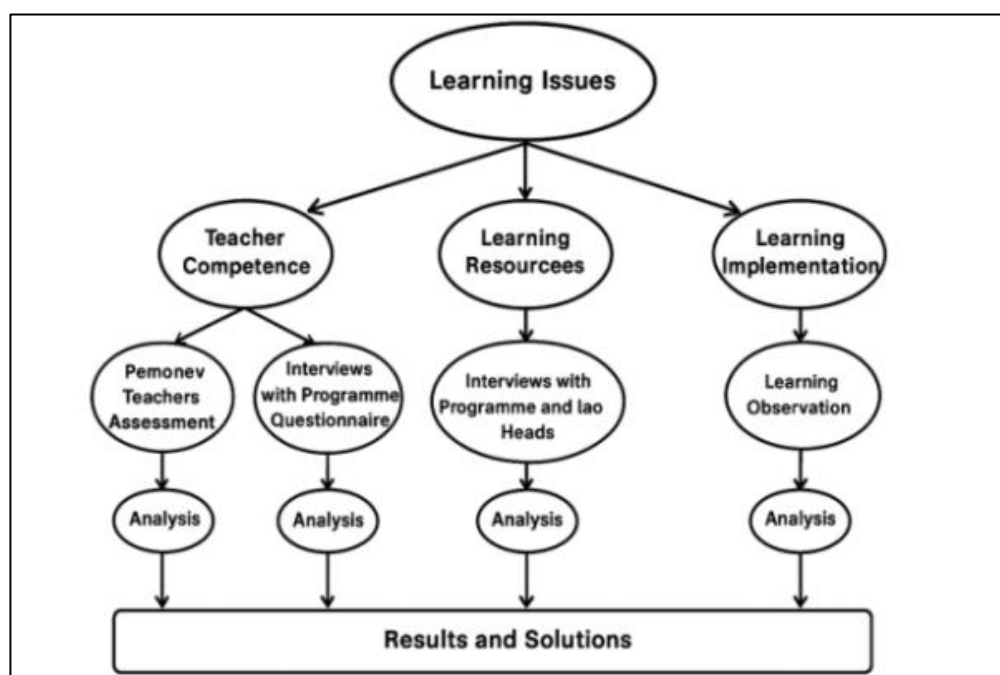 Learning Issues
Teacher
Competence
Learning
Resourcees
Learning
Implementation
Pemonev
Teachers
Assessment
Interviews
with Programme
Questionnaire
Interviews with
Programme and lao
Heads
Learning
Observation
Analysis
Analysis
Analysis
Analysis
Results and Solutions